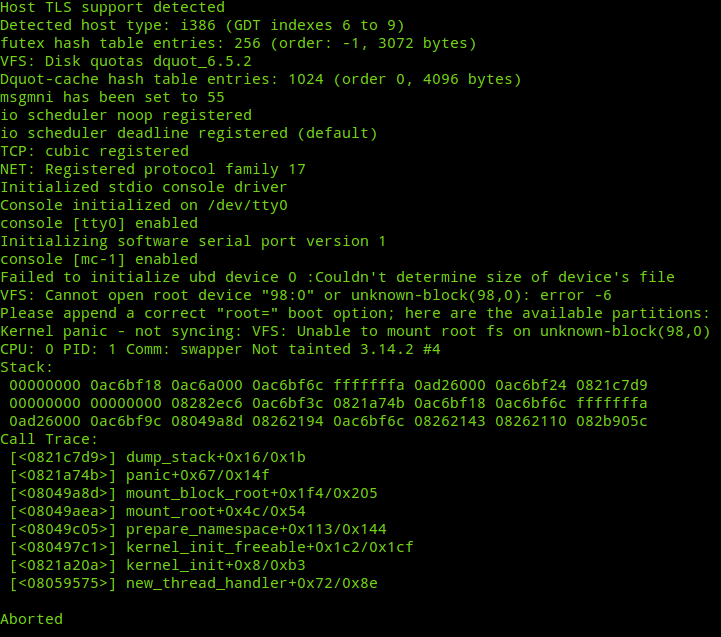 Host TLS support detected
Detected host type: i386 (GDT indexes 6 to 9)
futex hash table entries: 256 (order: -1, 3072 bytes)
VFS: Disk quotas dquot_6.5.2
Dquot-cache hash table entries: 1024 (order 0, 4096 bytes)
msgmni has been set to 55
io scheduler noop registered
io scheduler deadline registered (default)
TCP: cubic registered
NET: Registered protocol family 17
Initialized stdio console driver
Console initialized on /dev/tty0
console [tty0] enabled
Initializing software serial port version 1
console [mc-1] enabled
Failed to initialize ubd device 0 :Couldn't determine size of device's file
VFS: Cannot open root device "98:0" or unknown-block(98,0): error -6
Please append a correct "root=" boot option; here are the available partitions:
Kernel panic - not syncing: VFS: Unable to mount root fs on unknown-block(98,0)
CPU: 0 PID: 1 Comm: swapper Not tainted 3.14.2 #4
Stack:
 00000000 0ac6bf18 0ac6a000 0ac6bf6c fffffffa 0ad26000 0ac6bf24 0821c7d9
 00000000 00000000 08282ec6 0ac6bf3c 0821a74b 0ac6bf18 0ac6bf6c fffffffa
 0ad26000 0ac6bf9c 08049a8d 08262194 0ac6bf6c 08262143 08262110 082b905c
Call Trace:
 [<0821c7d9>] dump_stack+0x16/0x1b
 [<0821a74b>] panic+0x67/0x14f
 [<08049a8d>] mount_block_root+0x1f4/0x205
 [<08049aea>] mount_root+0x4c/0x54
 [<08049c05>] prepare_namespace+0x113/0x144
 [<080497c1>] kernel_init_freeable+0x1c2/0x1cf
 [<0821a20a>] kernel_init+0x8/0xb3
 [<08059575>] new_thread_handler+0x72/0x8e
Aborted